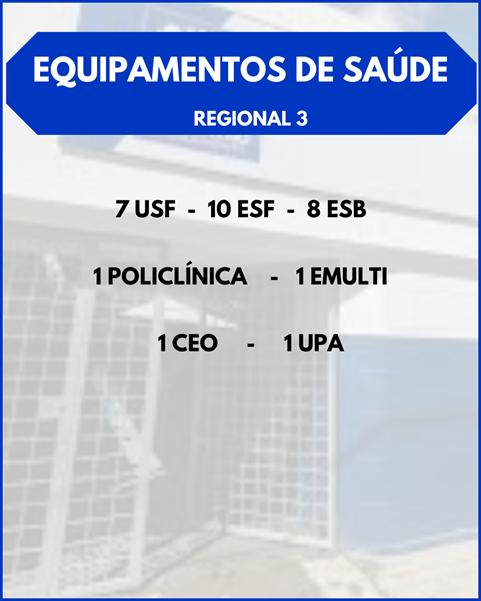 EQUIPAMENTOS DE SAÚDE
REGIONAL 3
7 USF - 10 ESF - 8 ESB
1 POLICLÍNICA - 1 EMULTI
1 CEO - 1 UPA